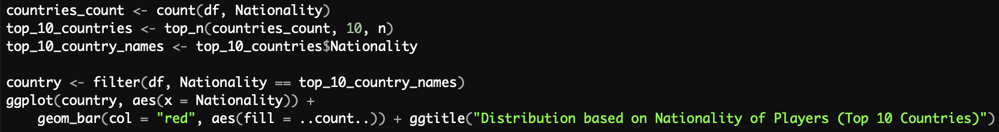 countries_count <- count(df, Nationality)
top_10_countries <- top_n(countries_count, 10, n)
top_10_country_names <- top_10_countries$Nationality

country <- filter(df, Nationality == top_10_country_names)
ggplot(country, aes(x = Nationality)) +
    geom_bar(col = "red", aes(fill = ..count..)) + ggtitle("Distribution based on Nationality of Players (Top 10 Countries)")